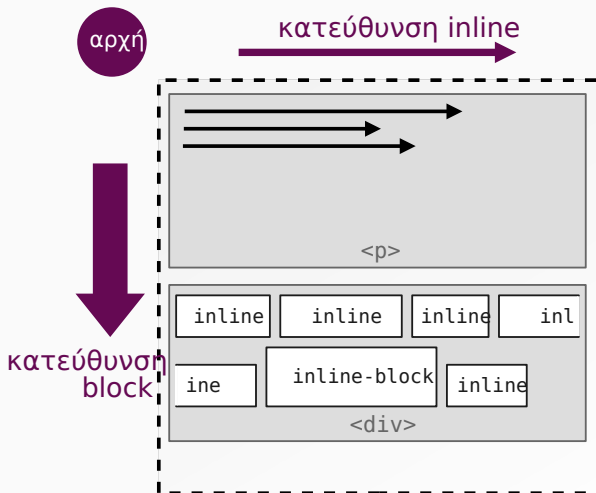 αρχή
κατεύθυνση inline
<p>
inline inline inline inl
κατεύθυνση
block
ine inline-block inline
<div>